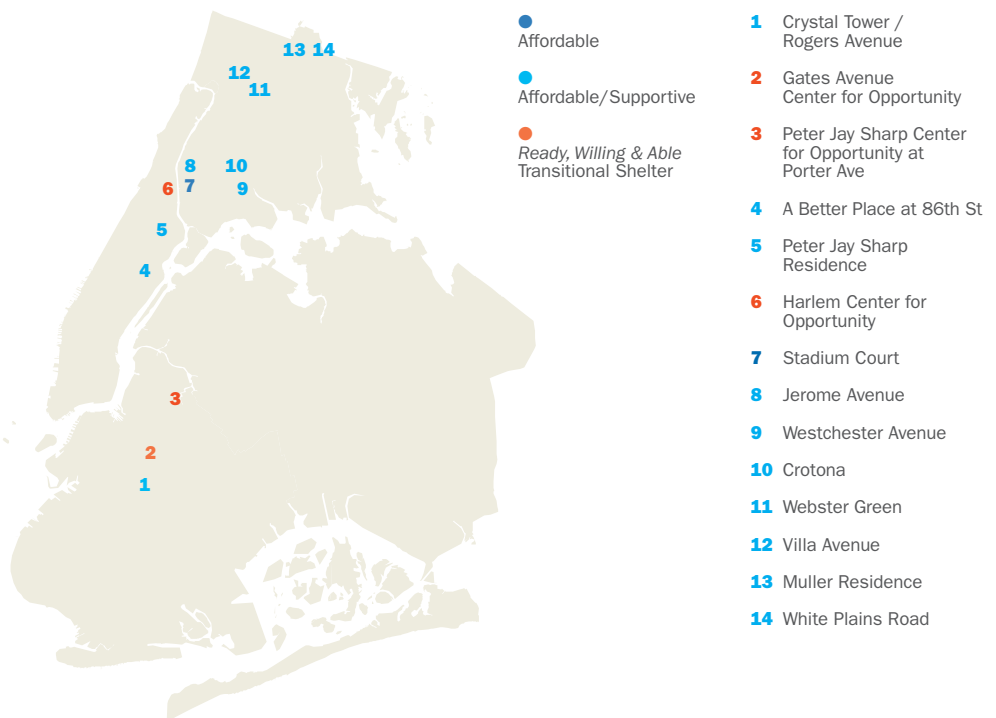 13 14
12
11
8
10
7
6
9
5
4
3
2
1
Affordable
Affordable/Supportive
Ready, Willing & Able
Transitional Shelter
1 Crystal Tower /
Rogers Avenue
2 Gates Avenue
Center for Opportunity
3 Peter Jay Sharp Center
for Opportunity at
Porter Ave
4 A Better Place at 86th St
5 Peter Jay Sharp
Residence
6 Harlem Center for
Opportunity
7 Stadium Court
8 Jerome Avenue
9 Westchester Avenue
10 Crotona
11 Webster Green
12 Villa Avenue
13 Muller Residence
14 White Plains Road